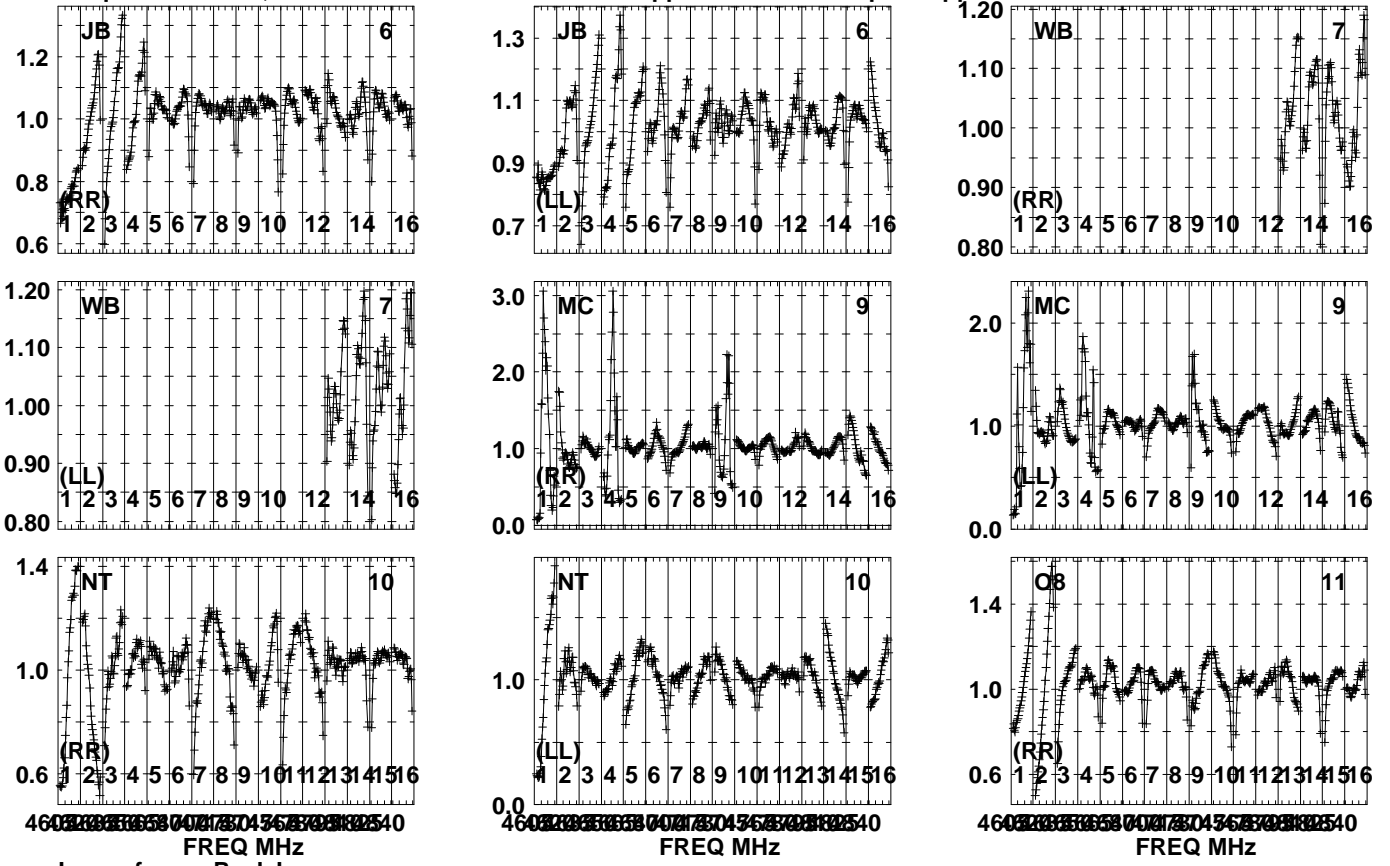 JB 6
1.2
1.0
0.8
0.6
(RR)
1 2 3 4 5 6 7 8 9 10 12 14 16
JB 6
1.3
1.1
0.9
0.7
(LL)
1 2 3 4 5 6 7 8 9 10 12 14 16
WB 7
1.20
1.10
1.00
0.90
0.80
(RR)
1 2 3 4 5 6 7 8 9 10 12 14 16
WB 7
1.20
1.10
1.00
0.90
0.80
(LL)
1 2 3 4 5 6 7 8 9 10 12 14 16
MC 9
3.0
2.0
1.0
0.0
(RR)
1 2 3 4 5 6 7 8 9 10 12 14 16
MC 9
2.0
1.0
0.0
(LL)
1 2 3 4 5 6 7 8 9 10 12 14 16
NT 10
1.4
1.0
0.6
(RR)
1 2 3 4 5 6 7 8 9 10 11 12 13 14 15 16
FREQ MHz
NT 10
1.0
0.0
(LL)
1 2 3 4 5 6 7 8 9 10 11 12 13 14 15 16
FREQ MHz
O8 11
1.4
1.0
0.6
(RR)
1 2 3 4 5 6 7 8 9 10 11 12 13 14 15 16
FREQ MHz